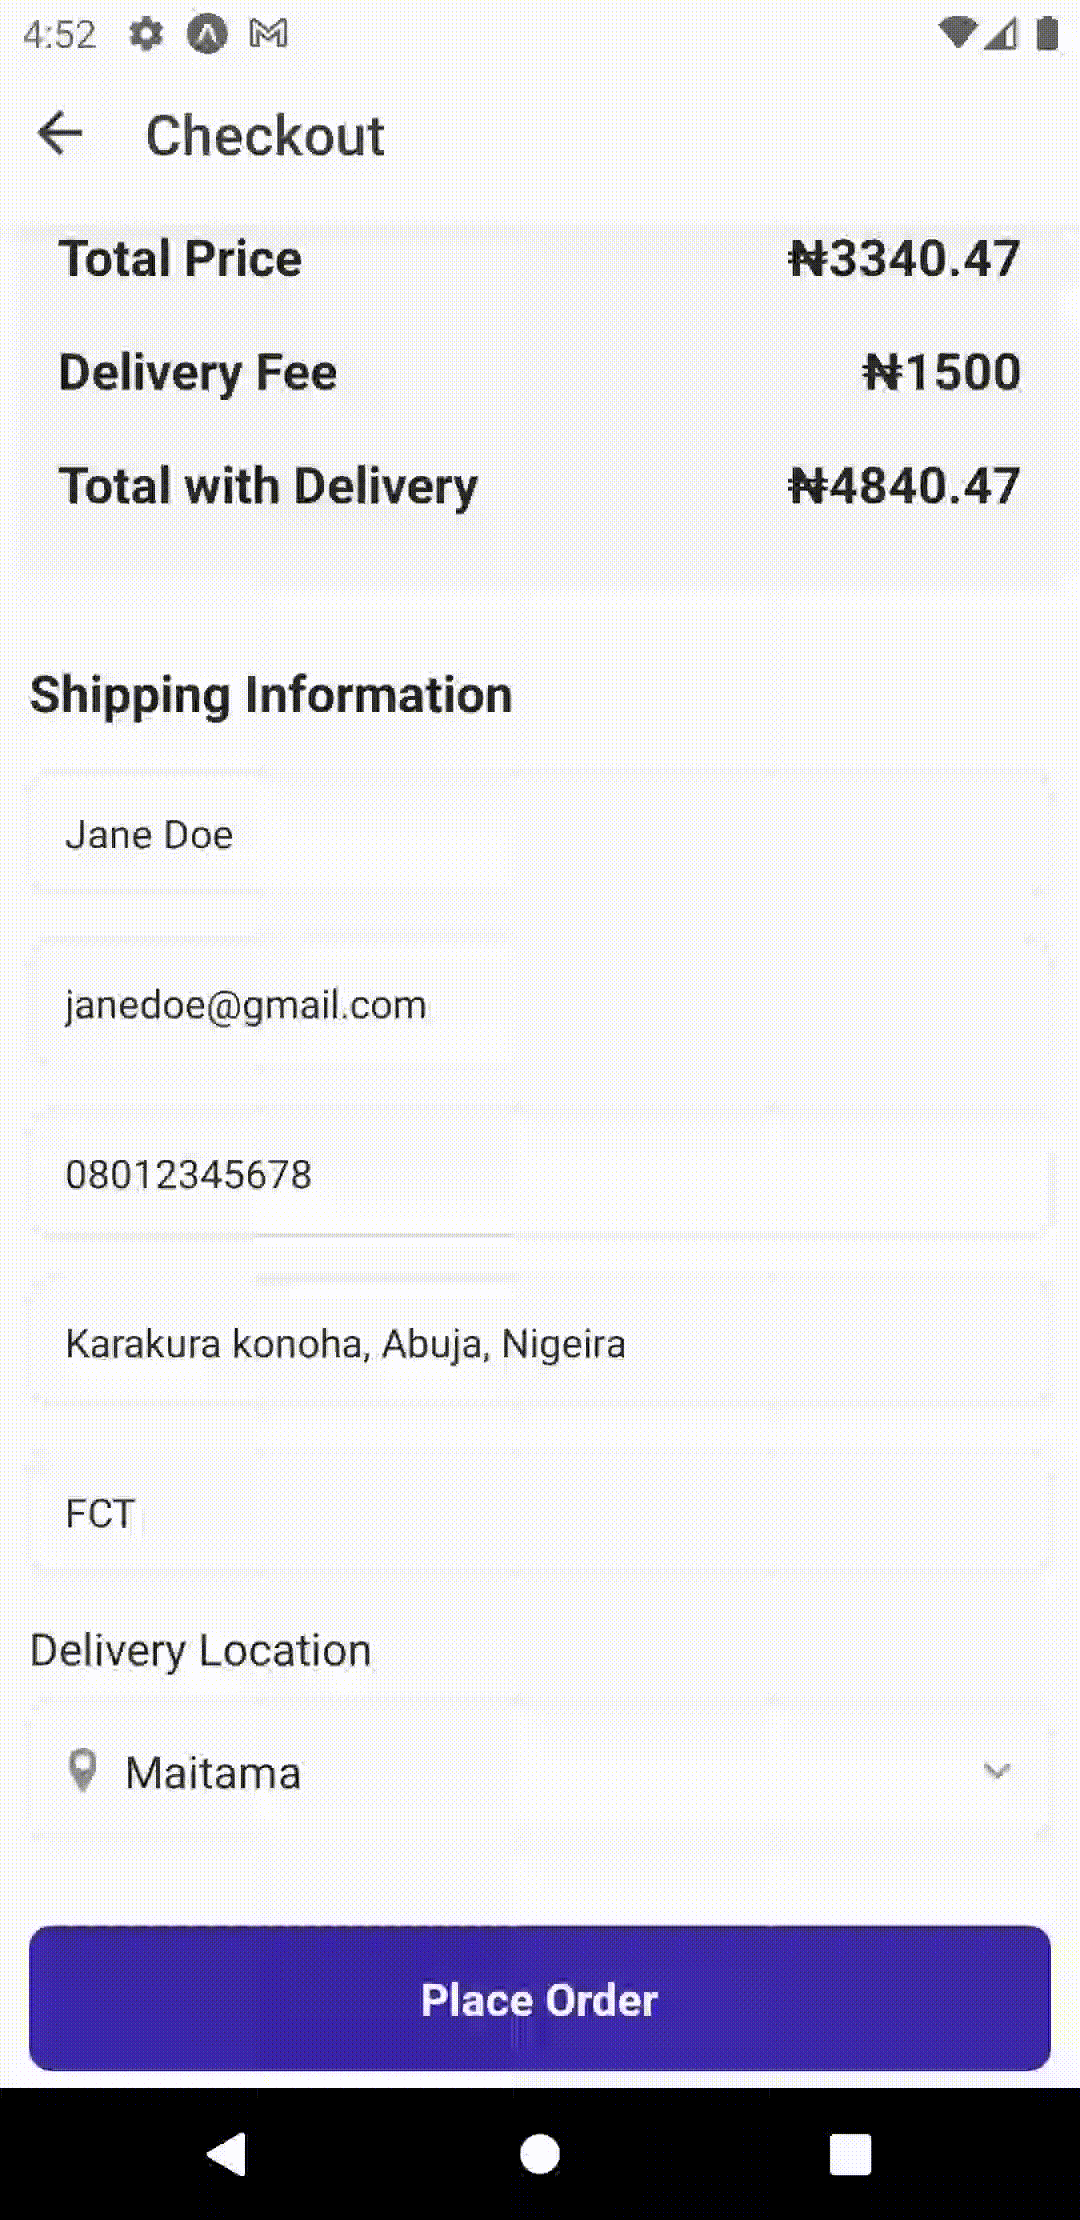 4:52
Checkout
Total Price ₦3340.47
Delivery Fee ₦1500
Total with Delivery ₦4840.47
Shipping Information
Jane Doe
janedoe@gmail.com
08012345678
Karakura konoha, Abuja, Nigeira
FCT
Delivery Location
Maitama
Place Order